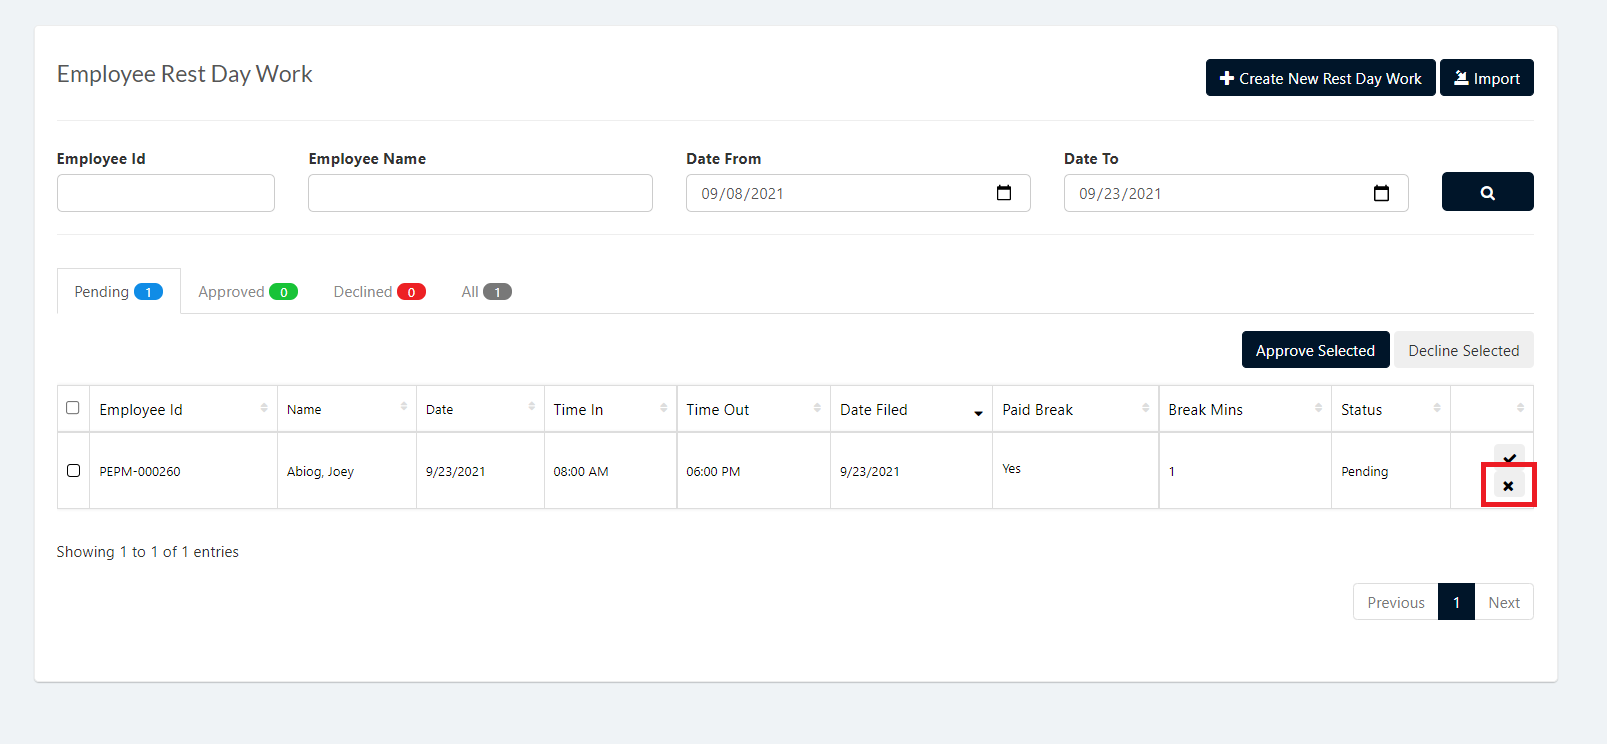 Employee Rest Day Work
Create New Rest Day Work Import
Employee Id Employee Name Date From Date To
09/08/2021 09/23/2021
Pending 1 Approved 0 Declined 0 All 1
Approve Selected Decline Selected
Employee Id Name Date Time In Time Out Date Filed Paid Break Break Mins Status
PEPM-000260 Abiog, Joey 9/23/2021 08:00 AM 06:00 PM 9/23/2021 Yes 1 Pending
Showing 1 to 1 of 1 entries
Previous 1 Next